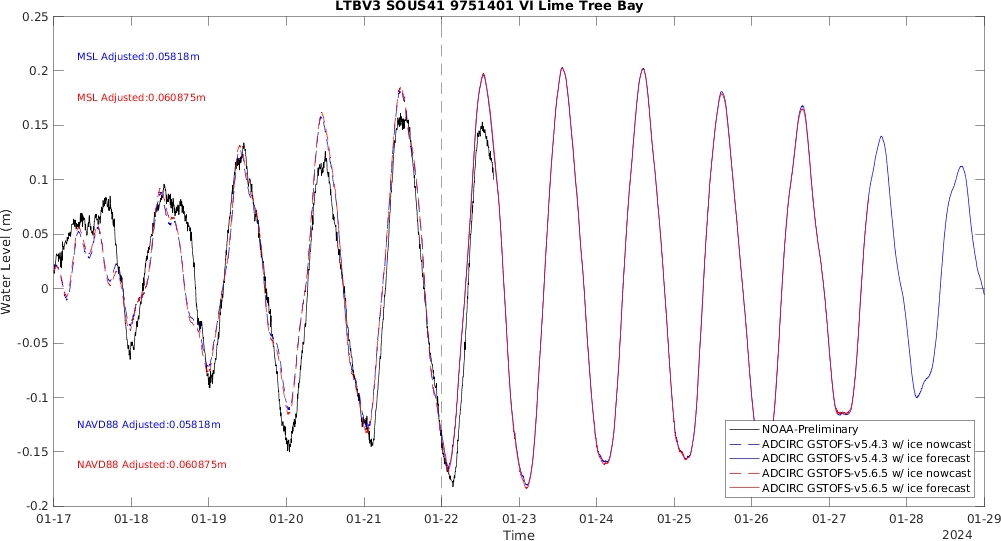 LTBV3 SOUS41 9751401 VI Lime Tree Bay
0.25
0.2
0.15
0.1
0.05
0
-0.05
-0.1
-0.15
-0.2
Water Level (m)
MSL Adjusted:0.05818m
MSL Adjusted:0.060875m
NAVD88 Adjusted:0.05818m
NAVD88 Adjusted:0.060875m
NOAA-Preliminary
ADCIRC GSTOFS-v5.4.3 w/ ice nowcast
ADCIRC GSTOFS-v5.4.3 w/ ice forecast
ADCIRC GSTOFS-v5.6.5 w/ ice nowcast
ADCIRC GSTOFS-v5.6.5 w/ ice forecast
01-17 01-18 01-19 01-20 01-21 01-22 01-23 01-24 01-25 01-26 01-27 01-28 01-29
Time
2024